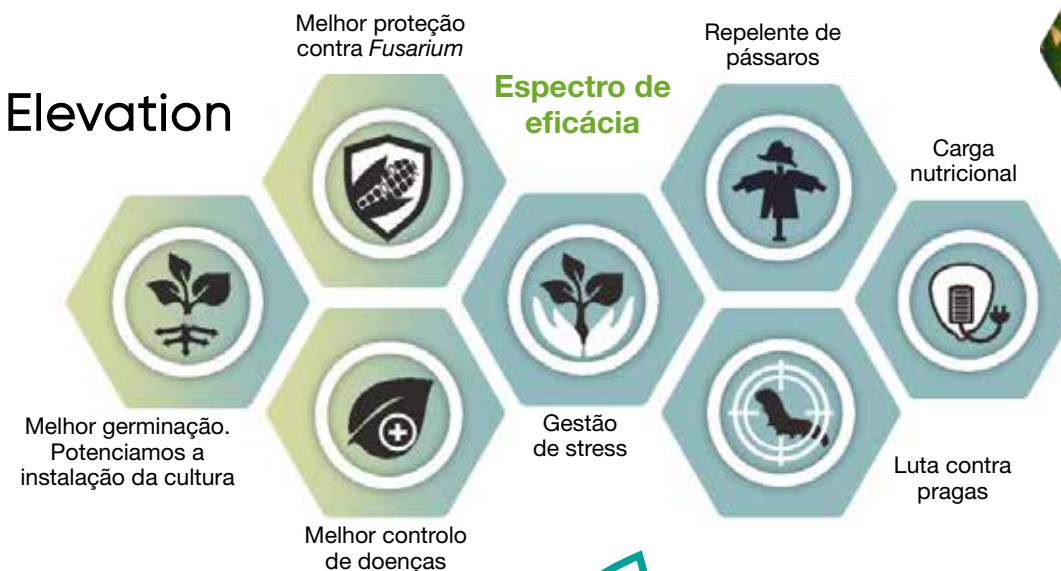 Elevation
Melhor proteção
contra Fusarium
Espectro de
eficácia
Repelente de
pássaros
Carga
nutricional
Melhor germinação.
Potenciamos a
instalação da cultura
Melhor controlo
de doenças
Gestão
de stress
Luta contra
pragas